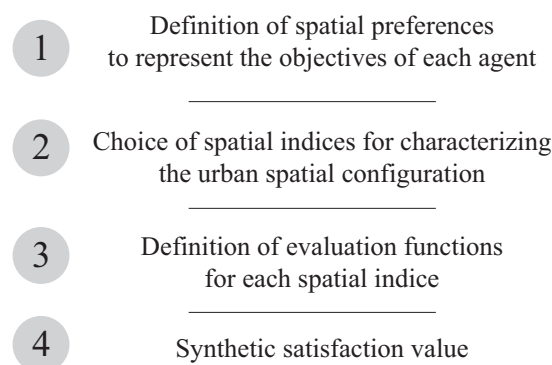 1
Definition of spatial preferences
to represent the objectives of each agent
2
Choice of spatial indices for characterizing
the urban spatial configuration
3
Definition of evaluation functions
for each spatial indice
4
Synthetic satisfaction value